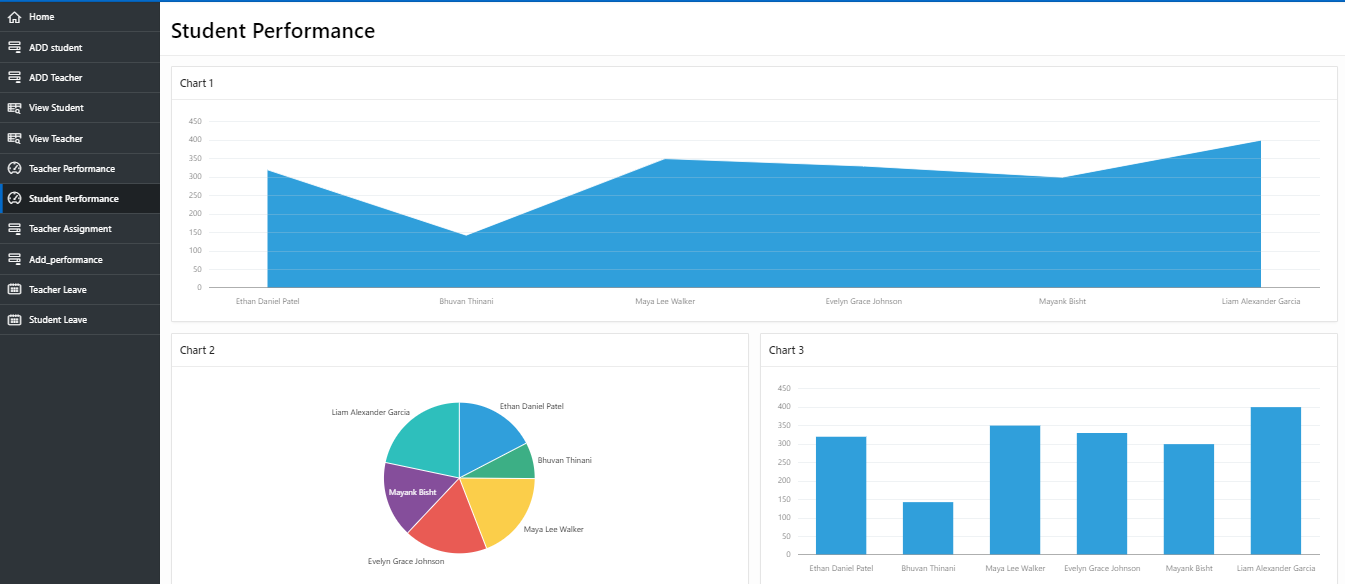 Home
ADD student
ADD Teacher
View Student
View Teacher
Teacher Performance
Student Performance
Teacher Assignment
Add_performance
Teacher Leave
Student Leave
Student Performance
Chart 1
450
400
350
300
250
200
150
100
50
0
Ethan Daniel Patel Bhuvan Thinani Maya Lee Walker Evelyn Grace Johnson Mayank Bisht Liam Alexander Garcia
Chart 2
Ethan Daniel Patel
Liam Alexander Garcia
Bhuvan Thinani
Mayank Bisht
Maya Lee Walker
Evelyn Grace Johnson
Chart 3
450
400
350
300
250
200
150
100
50
0
Ethan Daniel Patel Bhuvan Thinani Maya Lee Walker Evelyn Grace Johnson Mayank Bisht Liam Alexander Garcia